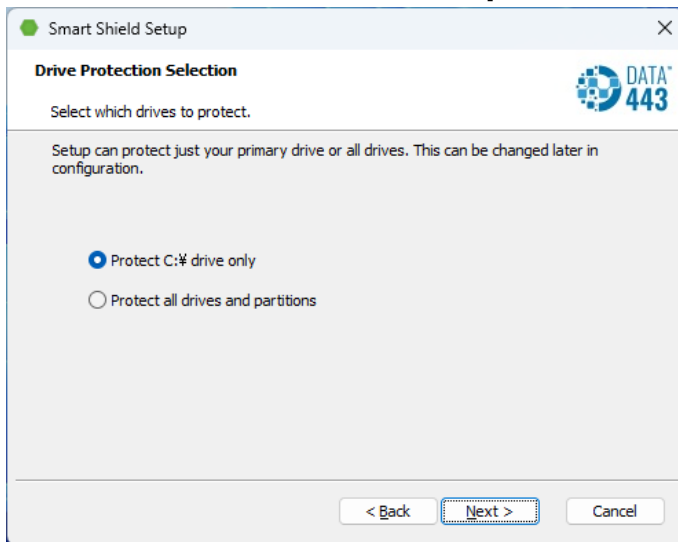 Smart Shield Setup
Drive Protection Selection
Select which drives to protect.
DATA™
443
Setup can protect just your primary drive or all drives. This can be changed later in
configuration.
Protect C:¥ drive only
Protect all drives and partitions
< Back
Next >
Cancel